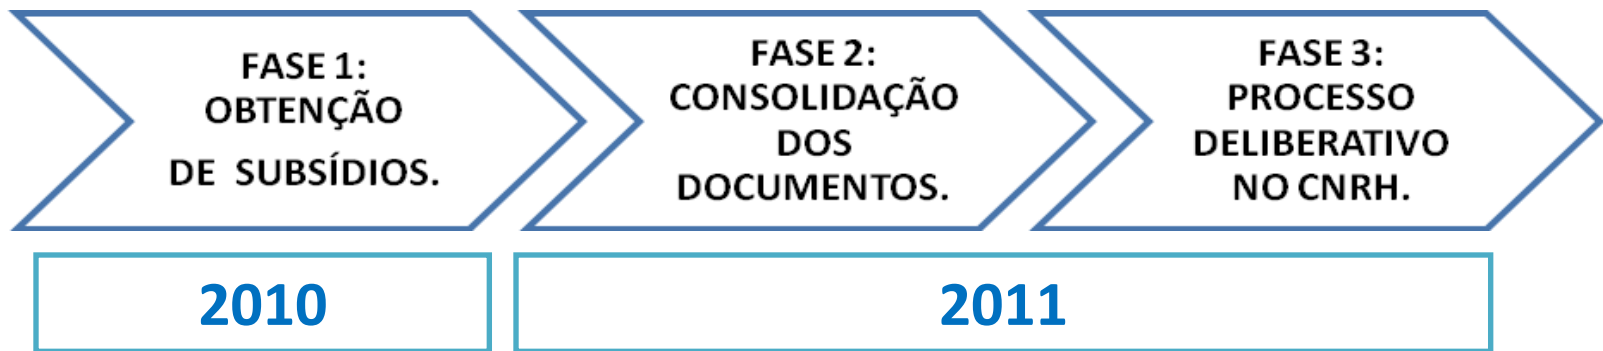 FASE 1:
OBTENÇÃO
DE SUBSÍDIOS.
FASE 2:
CONSOLIDAÇÃO
DOS
DOCUMENTOS.
FASE 3:
PROCESSO
DELIBERATIVO
NO CNRH.
2010
2011